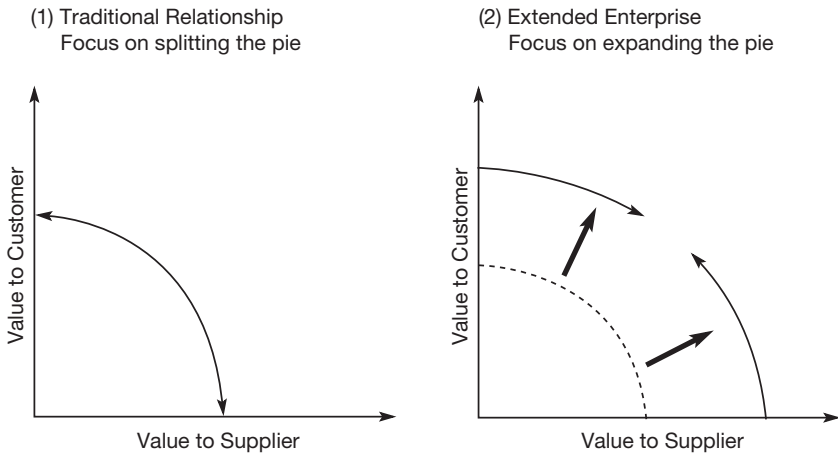 (1) Traditional Relationship
Focus on splitting the pie
Value to Customer
Value to Supplier
(2) Extended Enterprise
Focus on expanding the pie
Value to Customer
Value to Supplier